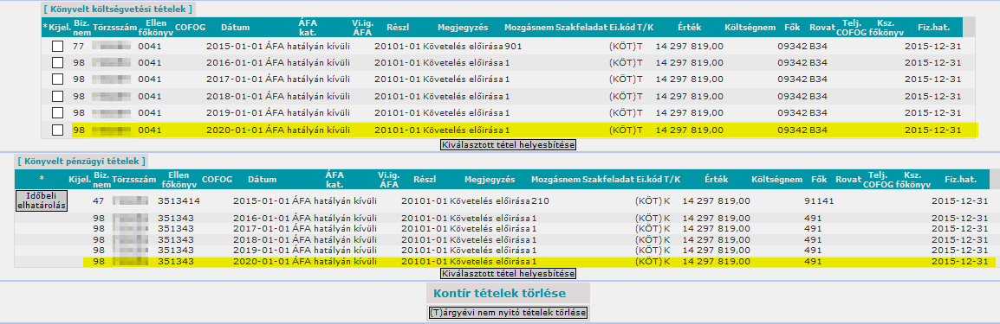 [ Könyvelt költségvetési tételek ]
* Kijel. Biz. nem Törzsszám Ellen főkönyv COFOG Dátum ÁFA kat. Vi.ig. ÁFA Részl Megjegyzés Mozgásnem Szakfeladat Ei.kód T/K Érték Költségnem Fők Rovat Telj. COFOG Ksz. főkönyv Fiz.hat.
77 0041 2015-01-01 ÁFA hatályán kívüli 20101-01 Követelés előírása 901 (KÖT) T 14 297 819,00 09342 B34 2015-12-31
98 0041 2016-01-01 ÁFA hatályán kívüli 20101-01 Követelés előírása 1 (KÖT) T 14 297 819,00 09342 B34 2015-12-31
98 0041 2017-01-01 ÁFA hatályán kívüli 20101-01 Követelés előírása 1 (KÖT) T 14 297 819,00 09342 B34 2015-12-31
98 0041 2018-01-01 ÁFA hatályán kívüli 20101-01 Követelés előírása 1 (KÖT) T 14 297 819,00 09342 B34 2015-12-31
98 0041 2019-01-01 ÁFA hatályán kívüli 20101-01 Követelés előírása 1 (KÖT) T 14 297 819,00 09342 B34 2015-12-31
98 0041 2020-01-01 ÁFA hatályán kívüli 20101-01 Követelés előírása 1 (KÖT) T 14 297 819,00 09342 B34 2015-12-31
Kiválasztott tétel helyesbítése
[ Könyvelt pénzügyi tételek ]
* Kijel. Biz. nem Törzsszám Ellen főkönyv COFOG Dátum ÁFA kat. Vi.ig. ÁFA Részl Megjegyzés Mozgásnem Szakfeladat Ei.kód T/K Érték Költségnem Fők Rovat Telj. COFOG Ksz. főkönyv Fiz.hat.
Időbeli elhatárolás 47 3513414 2015-01-01 ÁFA hatályán kívüli 20101-01 Követelés előírása 210 (KÖT) K 14 297 819,00 91141 2015-12-31
98 351343 2016-01-01 ÁFA hatályán kívüli 20101-01 Követelés előírása 1 (KÖT) K 14 297 819,00 491 2015-12-31
98 351343 2017-01-01 ÁFA hatályán kívüli 20101-01 Követelés előírása 1 (KÖT) K 14 297 819,00 491 2015-12-31
98 351343 2018-01-01 ÁFA hatályán kívüli 20101-01 Követelés előírása 1 (KÖT) K 14 297 819,00 491 2015-12-31
98 351343 2019-01-01 ÁFA hatályán kívüli 20101-01 Követelés előírása 1 (KÖT) K 14 297 819,00 491 2015-12-31
98 351343 2020-01-01 ÁFA hatályán kívüli 20101-01 Követelés előírása 1 (KÖT) K 14 297 819,00 491 2015-12-31
Kiválasztott tétel helyesbítése
Kontír tételek törlése
(T)árgyévi nem nyitó tételek törlése